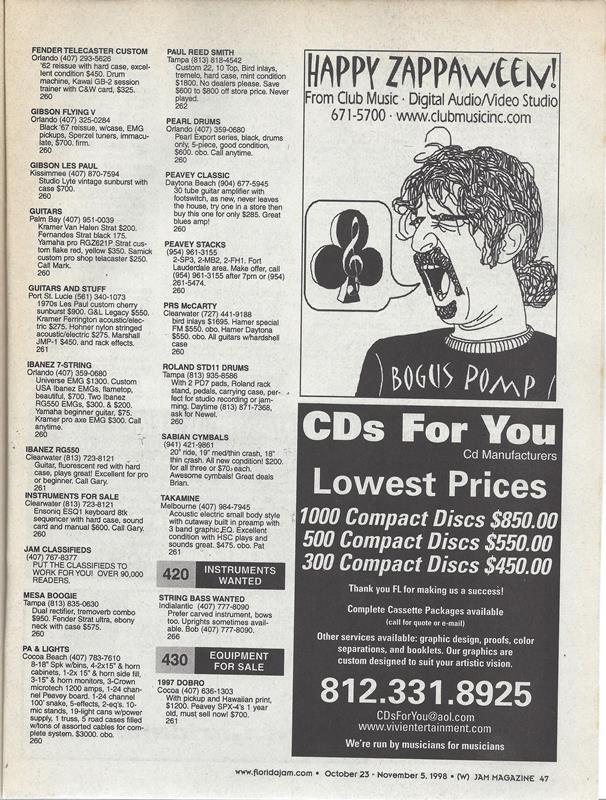 FENDER TELECASTER CUSTOM
Orlando (407) 293-5626
'62 reissue with hard case, excel-
lent condition $450. Drum
machine, Kawai GB-2 session
trainer with C&W card, $325.
260
GIBSON FLYING V
Orlando (407) 325-0284
Black '67 reissue, w/case, EMG
pickups, Sperzel tuners, immacu-
late, $700. firm.
260
GIBSON LES PAUL
Kissimmee (407) 870-7594
Studio Lyte vintage sunburst with
case $700.
260
GUITARS
Palm Bay (407) 951-0039
Kramer Van Halen Strat $200.
Fernandes Strat black 175.
Yamaha pro RGZ621P Strat cus-
tom flake red, yellow $350. Samick
custom pro shop telacaster $250.
Call Mark.
260
GUITARS AND STUFF
Port St. Lucie (561) 340-1073
1970s Les Paul custom cherry
sunburst $900. G&L Legacy $550.
Kramer Ferrington acoustic/elec-
tric $275. Hohner nylon stringed
acoustic/electric $275. Marshall
JMP-1 $450, and rack effects.
261
IBANEZ 7-STRING
Orlando (407) 359-0680
Universe EMG $1300. Custom
USA Ibanez EMGs, flametop,
beautiful, $700. Two Ibanez
RG550 EMGs, $300. & $200.
Yamaha beginner guitar, $75.
Kramer pro axe EMG $300. Call
anytime.
260
IBANEZ RG550
Clearwater (813) 723-8121
Guitar, fluorescent red with hard
case, plays great! Excellent for pro
or beginner. Call Gary.
261
INSTRUMENTS FOR SALE
Clearwater (813) 723-8121
Ensoniq ESQ1 keyboard 8tk
sequencer with hard case, sound
card and manual $600. Call Gary.
260
JAM CLASSIFIEDS
(407) 767-8377
PUT THE CLASSIFIEDS TO
WORK FOR YOU! OVER 90,000
READERS.
MESA BOOGIE
Tampa (813) 835-0630
Dual rectifier, tremoverb combo
$950. Fender Strat ultra, ebony
neck with case $575.
260
PA & LIGHTS
Cocoa Beach (407) 783-7610
8-18" Spk w/bins, 4-2x15" & horn
cabinets, 1-2x 15" & horn side fill,
3-15" & horn monitors, 3-Crown
microtech 1200 amps, 1-24 chan-
nel Peavey board. 1-24 channel
100' snake, 5-effects, 2-eq's. 10-
mic stands, 19-light cans w/power
supply, 1 truss, 5 road cases filled
w/tons of assorted cables for com-
plete system. $3000. obo.
260
PAUL REED SMITH
Tampa (813) 818-4542
Custom 22, 10 Top, Bird inlays,
tremelo, hard case, mint condition
$1800. No dealers please. Save
$600 to $800 off store price. Never
played.
262
PEARL DRUMS
Orlando (407) 359-0680
Pearl Export series, black, drums
only, 5-piece, good condition,
$600. obo. Call anytime.
260
PEAVEY CLASSIC
Daytona Beach (904) 677-5945
30 tube guitar amplifier with
footswitch, as new, never leaves
the house, try one in a store then
buy this one for only $285. Great
blues amp!
260
PEAVEY STACKS
(954) 961-3155
2-SP3, 2-MB2, 2-FH1. Fort
Lauderdale area. Make offer, call
(954) 961-3155 after 7pm or (954)
261-5474.
260
PRS McCARTY
Clearwater (727) 441-9188
bird inlays $1695. Hamer special
FM $550. obo. Hamer Daytona
$550. obo. All guitars w/hardshell
case
260
ROLAND STD11 DRUMS
Tampa (813) 935-8586
With 2 PD7 pads, Roland rack
stand, pedals, carrying case, per-
fect for studio recording or jam-
ming. Daytime (813) 871-7368,
ask for Newel.
260
SABIAN CYMBALS
(941) 421-9861
20" ride, 19" med/thin crash, 18"
thin crash. All new condition! $200.
for all three or $70. each.
Awesome cymbals! Great deals
Brian.
TAKAMINE
Melbourne (407) 984-7945
Acoustic electric small body style
with cutaway built in preamp with
3 band graphic EQ. Excellent
condition with HSC plays and
sounds great. $475. obo. Pat
261
420 INSTRUMENTS
WANTED
STRING BASS WANTED
Indialantic (407) 777-8090
Prefer carved instrument, bows
too. Uprights sometimes avail-
able. Bob (407) 777-8090.
266
430 EQUIPMENT
FOR SALE
1997 DOBRO
Cocoa (407) 636-1303
With pickup and Hawaiian print,
$1200. Peavey SPX-4's 1 year
old, must sell now! $700.
261
HAPPY ZAPPAWEEN!
From Club Music · Digital Audio/Video Studio
671-5700 · www.clubmusicinc.com
BOGUS POMP
CDs For You
Cd Manufacturers
Lowest Prices
1000 Compact Discs $850.00
500 Compact Discs $550.00
300 Compact Discs $450.00
Thank you FL for making us a success!
Complete Cassette Packages available
(call for quote or e-mail)
Other services available: graphic design, proofs, color
separations, and booklets. Our graphics are
custom designed to suit your artistic vision.
812.331.8925
CDsForYou@aol.com
www.vivientertainment.com
We're run by musicians for musicians
www.floridajam.com • October 23 - November 5, 1998 • (W) JAM MAGAZINE 47